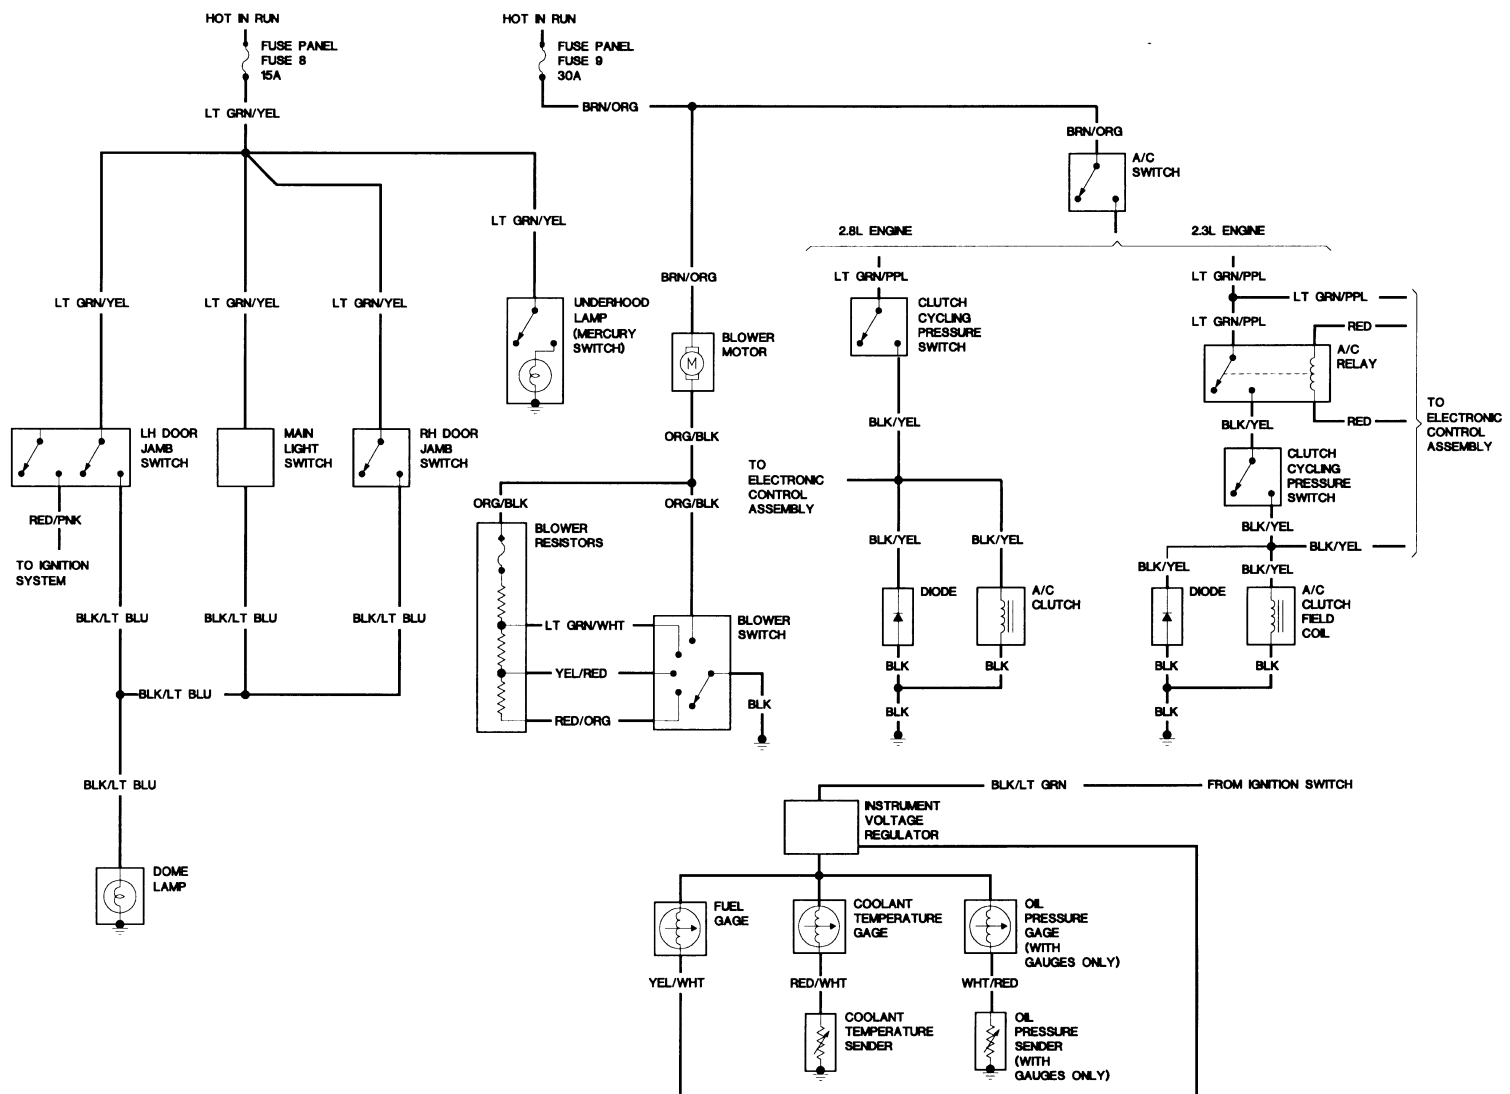 HOT IN RUN
FUSE PANEL
FUSE 8
15A
LT GRN/YEL
HOT IN RUN
FUSE PANEL
FUSE 9
30A
BRN/ORG
BRN/ORG
A/C
SWITCH
LT GRN/YEL
2.8L ENGINE
2.3L ENGINE
LT GRN/YEL
LT GRN/YEL
LT GRN/YEL
UNDERHOOD
LAMP
(MERCURY
SWITCH)
BRN/ORG
BLOWER
MOTOR
LT GRN/PPL
CLUTCH
CYCLING
PRESSURE
SWITCH
LT GRN/PPL
LT GRN/PPL
LT GRN/PPL
RED
A/C
RELAY
RED
BLK/YEL
TO
ELECTRONIC
CONTROL
ASSEMBLY
LH DOOR
JAMB
SWITCH
MAIN
LIGHT
SWITCH
RH DOOR
JAMB
SWITCH
ORG/BLK
BLK/YEL
CLUTCH
CYCLING
PRESSURE
SWITCH
RED/PNK
TO IGNITION
SYSTEM
ORG/BLK
ORG/BLK
TO
ELECTRONIC
CONTROL
ASSEMBLY
BLOWER
RESISTORS
BLK/YEL
BLK/YEL
BLK/YEL
BLK/YEL
BLK/YEL
BLK/YEL
DIODE
A/C
CLUTCH
DIODE
A/C
CLUTCH
FIELD
COIL
BLK/LT BLU
BLK/LT BLU
BLK/LT BLU
LT GRN/WHT
BLOWER
SWITCH
YEL/RED
RED/ORG
BLK
BLK
BLK
BLK
BLK
BLK
BLK
BLK/LT BLU
BLK/LT BLU
DOME
LAMP
BLK/LT GRN
FROM IGNITION SWITCH
INSTRUMENT
VOLTAGE
REGULATOR
FUEL
GAGE
COOLANT
TEMPERATURE
GAGE
OIL
PRESSURE
GAGE
(WITH
GAUGES ONLY)
YEL/WHT
RED/WHT
WHT/RED
COOLANT
TEMPERATURE
SENDER
OIL
PRESSURE
SENDER
(WITH
GAUGES ONLY)
M